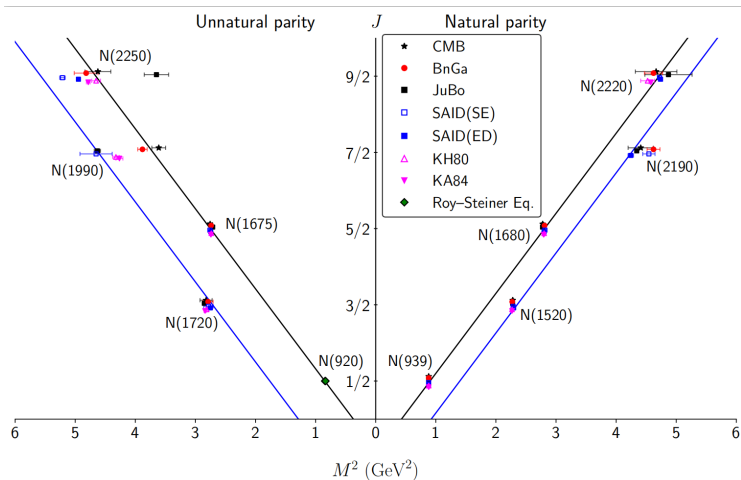 Unnatural parity
J
Natural parity
N(2250)
CMB
BnGa
JuBo
SAID(SE)
SAID(ED)
KH80
KA84
Roy–Steiner Eq.
9/2
N(2220)
7/2
N(1990)
N(2190)
5/2
N(1675)
N(1680)
3/2
N(1720)
N(1520)
N(920)
N(939)
1/2
6 5 4 3 2 1 0 1 2 3 4 5 6
M² (GeV²)